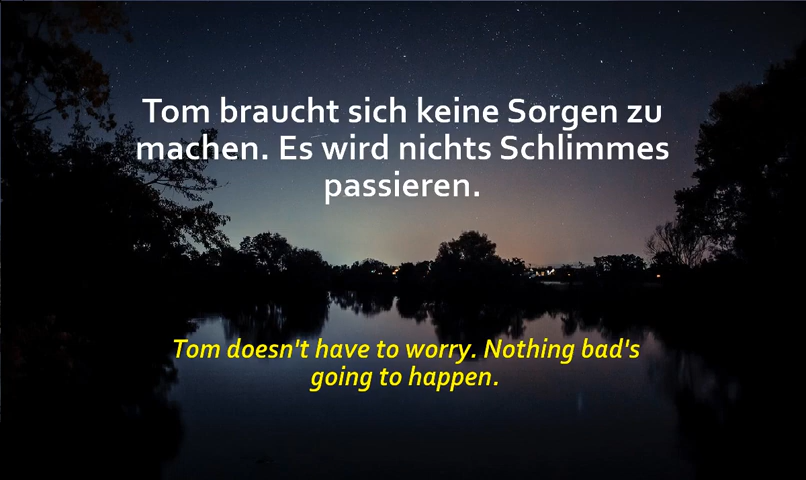 Tom braucht sich keine Sorgen zu
machen. Es wird nichts Schlimmes
passieren.
Tom doesn't have to worry. Nothing bad's
going to happen.